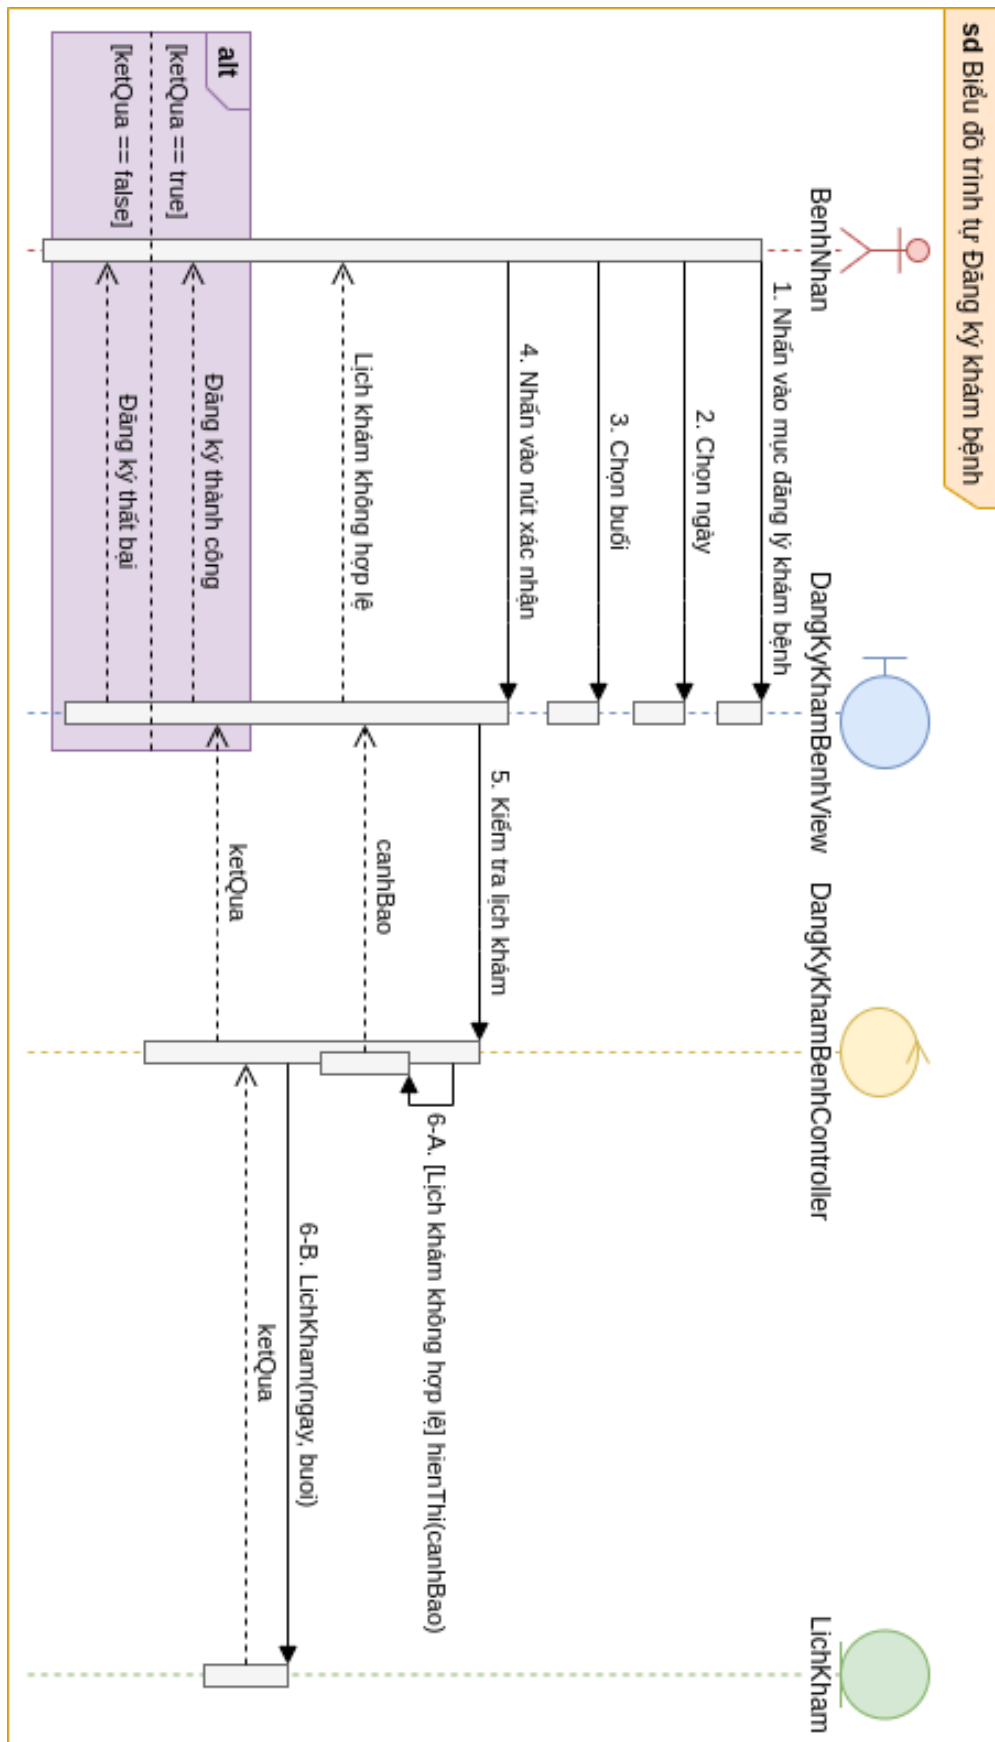 sd Biểu đồ trình tự Đăng ký khám bệnh
BenhNhan
DangKyKhamBenhView
DangKyKhamBenhController
LichKham
1. Nhấn vào mục đăng lý khám bệnh
2. Chọn ngày
3. Chọn buổi
4. Nhấn vào nút xác nhận
5. Kiểm tra lịch khám
6-A. [Lịch khám không hợp lệ] hienThi(canhBao)
canhBao
Lịch khám không hợp lệ
6-B. LichKham(ngay, buoi)
ketQua
ketQua
alt
[ketQua == true]
Đăng ký thành công
[ketQua == false]
Đăng ký thất bại